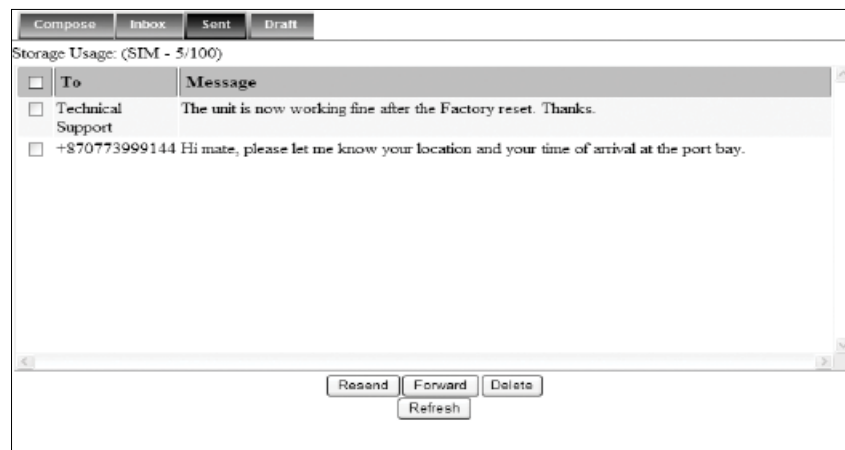 Compose Inbox Sent Draft
Storage Usage: (SIM - 5/100)
To Message
Technical Support The unit is now working fine after the Factory reset. Thanks.
+870773999144 Hi mate, please let me know your location and your time of arrival at the port bay.
Resend Forward Delete
Refresh